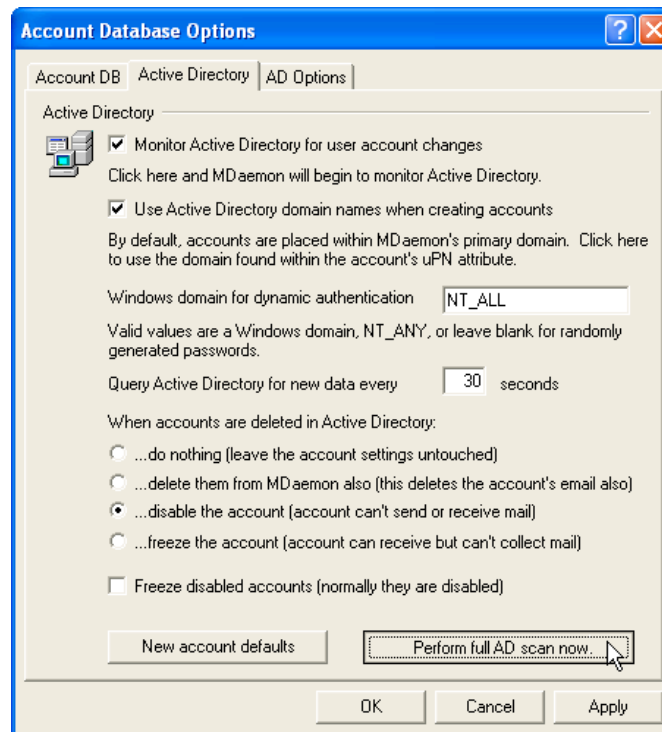 Account Database Options
Account DB
Active Directory
AD Options
Active Directory
Monitor Active Directory for user account changes
Click here and MDaemon will begin to monitor Active Directory.
Use Active Directory domain names when creating accounts
By default, accounts are placed within MDaemon's primary domain. Click here
to use the domain found within the account's uPN attribute.
Windows domain for dynamic authentication NT_ALL
Valid values are a Windows domain, NT_ANY, or leave blank for randomly
generated passwords.
Query Active Directory for new data every 30 seconds
When accounts are deleted in Active Directory:
...do nothing (leave the account settings untouched)
...delete them from MDaemon also (this deletes the account's email also)
...disable the account (account can't send or receive mail)
...freeze the account (account can receive but can't collect mail)
Freeze disabled accounts (normally they are disabled)
New account defaults
Perform full AD scan now.
OK
Cancel
Apply